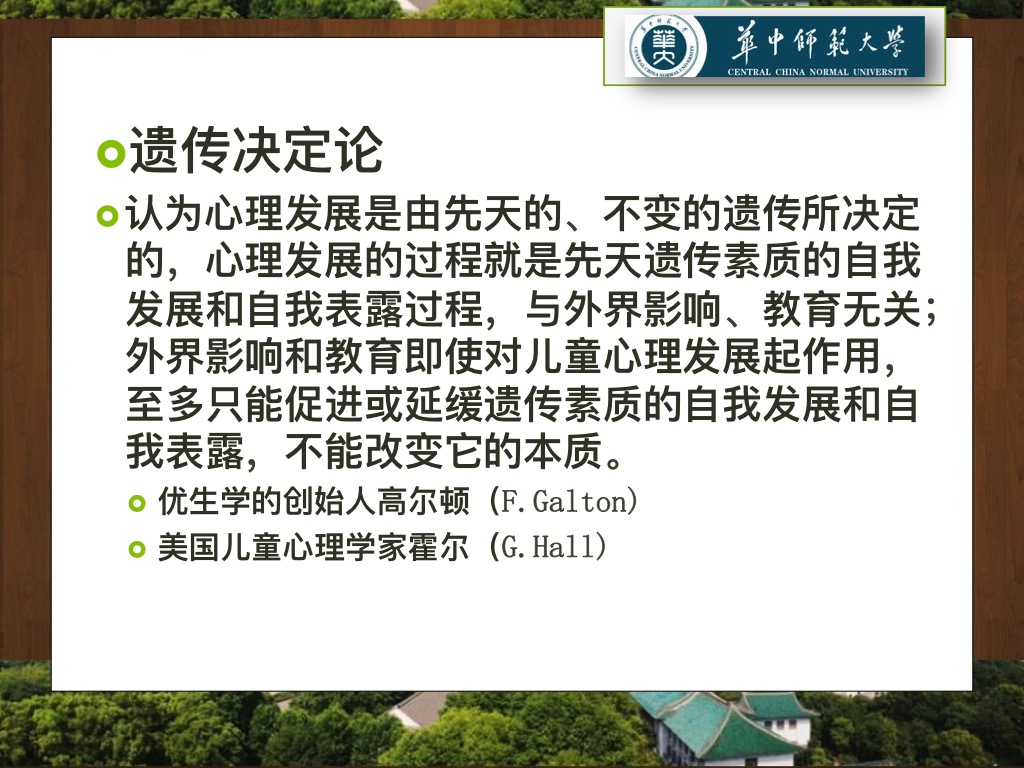 華中師範大學
CENTRAL CHINA NORMAL UNIVERSITY
遗传决定论
认为心理发展是由先天的、不变的遗传所决定
的，心理发展的过程就是先天遗传素质的自我
发展和自我表露过程，与外界影响、教育无关；
外界影响和教育即使对儿童心理发展起作用，
至多只能促进或延缓遗传素质的自我发展和自
我表露，不能改变它的本质。
优生学的创始人高尔顿（F.Galton)
美国儿童心理学家霍尔（G.Hall)